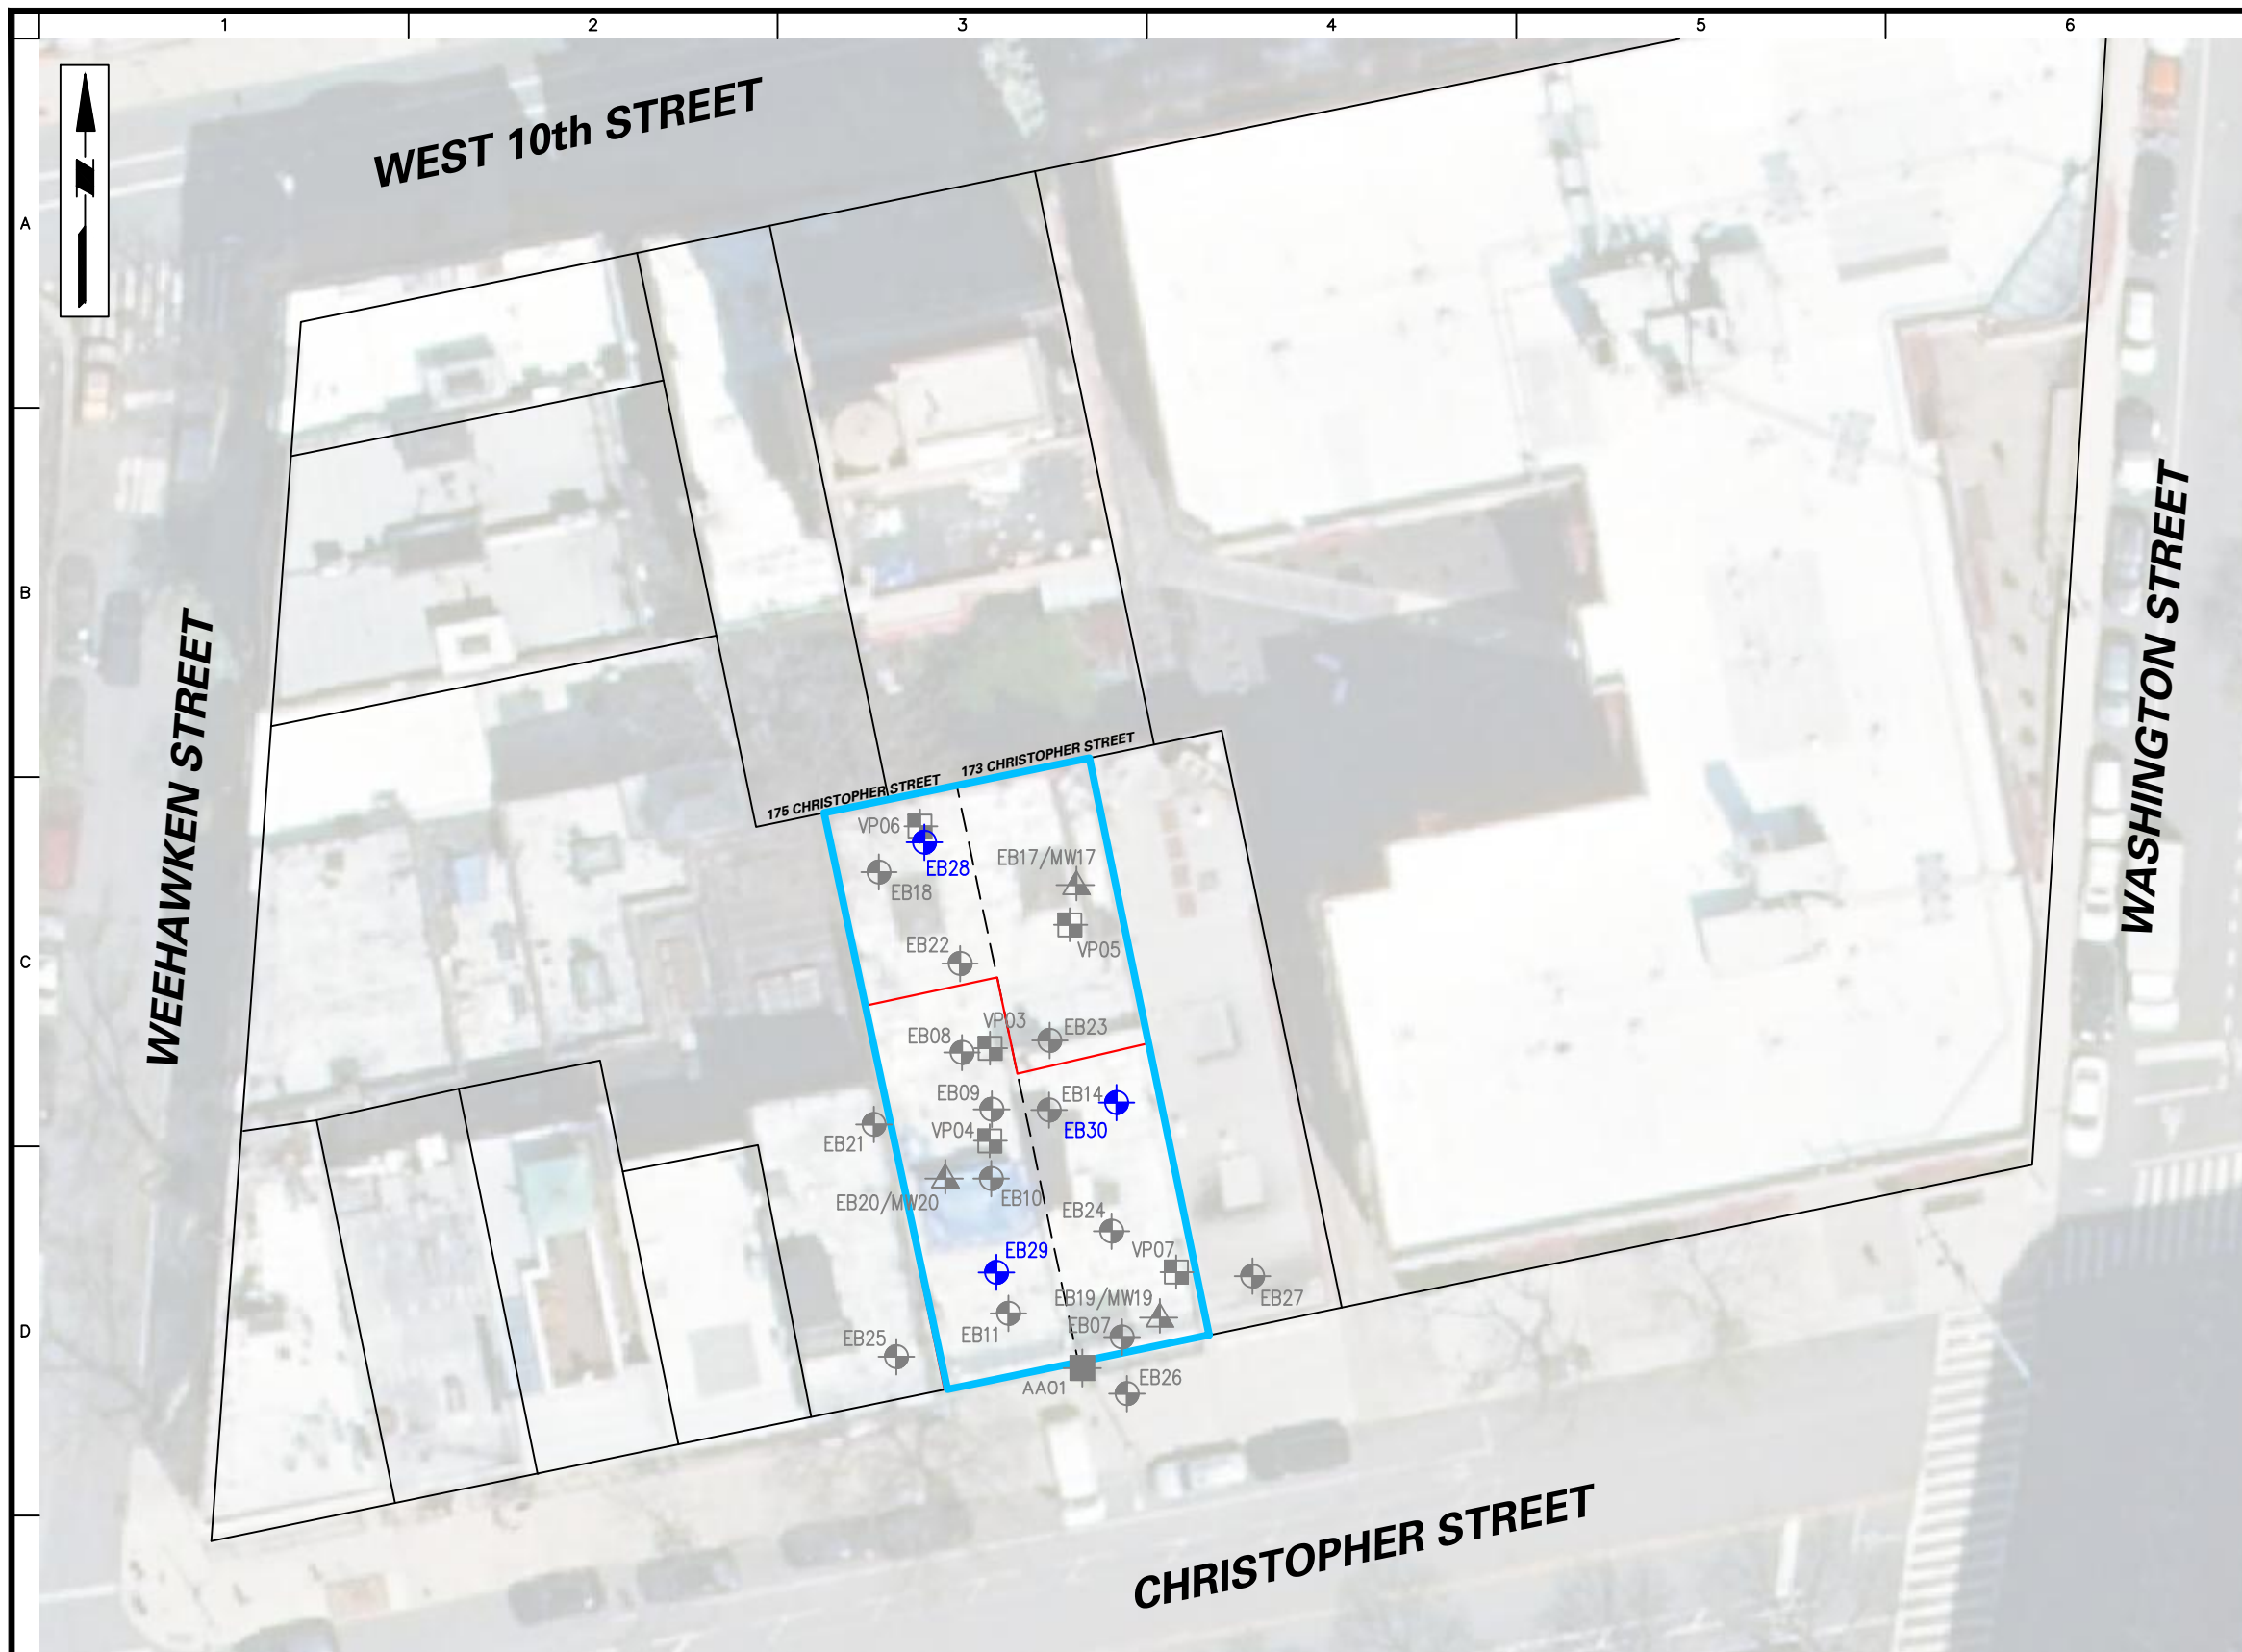 1 2 3 4 5 6
A
B
C
D
WEST 10th STREET
WEEHAWKEN STREET
WASHINGTON STREET
173 CHRISTOPHER STREET
175 CHRISTOPHER STREET
VP06
EB28
EB18
EB17/MW17
VP05
EB22
VP03
EB08
EB23
EB09
EB14
EB30
EB21
VP04
EB20/MW20
EB10
EB24
EB29
VP07
EB19/MW19
EB27
EB11
EB07
EB25
AA01
EB26
CHRISTOPHER STREET